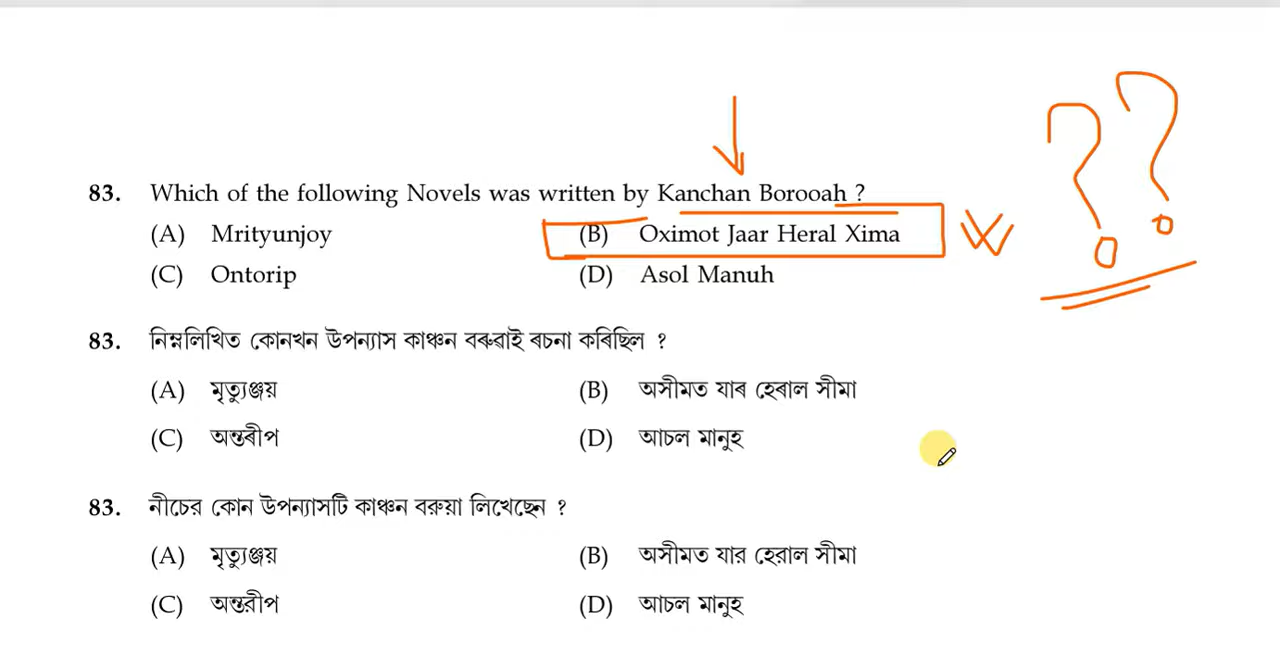 83. Which of the following Novels was written by Kanchan Borooah ?
(A) Mrityunjoy (B) Oximot Jaar Heral Xima
(C) Ontorip (D) Asol Manuh
83. নিম্নলিখিত কোনখন উপন্যাস কাঞ্চন বৰুৱাই ৰচনা কৰিছিল ?
(A) মৃত্যুঞ্জয় (B) অসীমত যাৰ হেৰাল সীমা
(C) অন্তৰীপ (D) আচল মানুহ
83. নীচের কোন উপন্যাসটি কাঞ্চন বরুয়া লিখেছেন ?
(A) মৃত্যুঞ্জয় (B) অসীমত যার হেরাল সীমা
(C) অন্তরীপ (D) আচল মানুহ